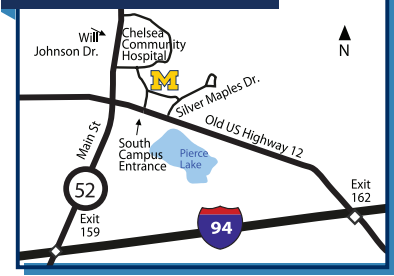 Will
Johnson Dr.
Chelsea
Community
Hospital
N
M
Silver Maples Dr.
Old US Highway 12
Main St
South
Campus
Entrance
Pierce
Lake
52
Exit
159
94
Exit
162